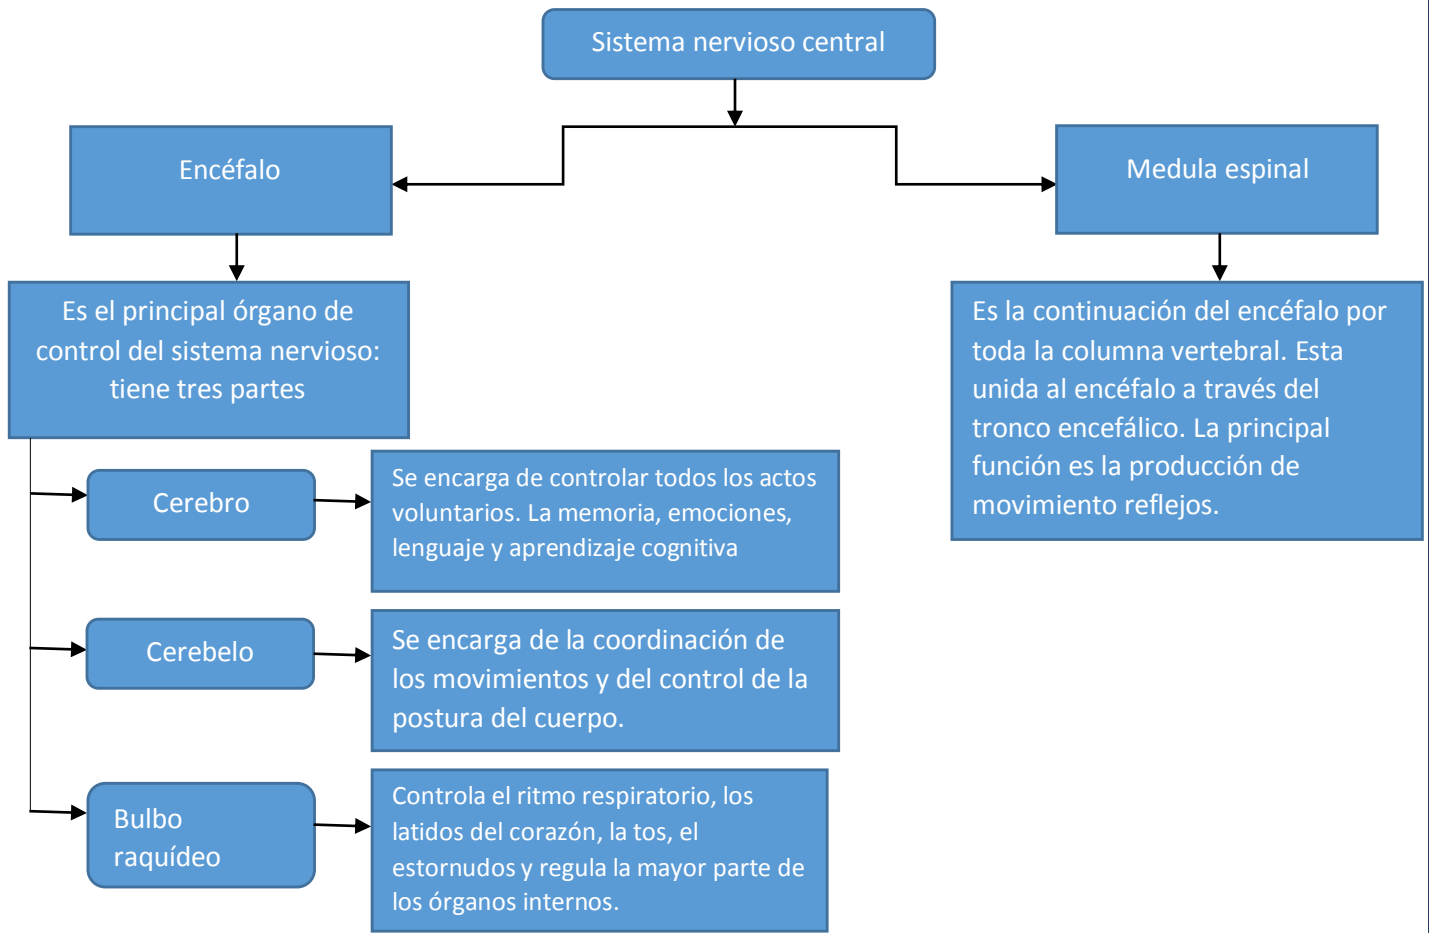 Sistema nervioso central
Encéfalo
Medula espinal
Es el principal órgano de
control del sistema nervioso:
tiene tres partes
Es la continuación del encéfalo por
toda la columna vertebral. Esta
unida al encéfalo a través del
tronco encefálico. La principal
función es la producción de
movimiento reflejos.
Cerebro
Se encarga de controlar todos los actos
voluntarios. La memoria, emociones,
lenguaje y aprendizaje cognitiva
Cerebelo
Se encarga de la coordinación de
los movimientos y del control de la
postura del cuerpo.
Bulbo
raquídeo
Controla el ritmo respiratorio, los
latidos del corazón, la tos, el
estornudos y regula la mayor parte de
los órganos internos.